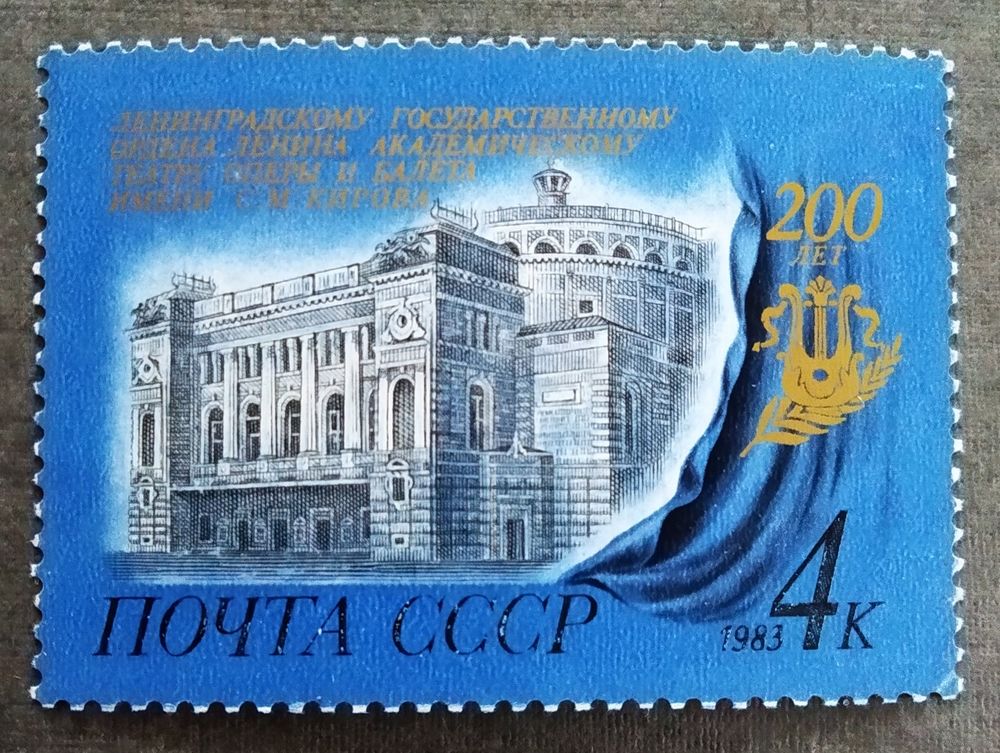 ЛЕНИНГРАДСКОМУ ГОСУДАРСТВЕННОМУ
ОРДЕНА ЛЕНИНА АКАДЕМИЧЕСКОМУ
ТЕАТРУ ОПЕРЫ И БАЛЕТА
ИМЕНИ С.М.КИРОВА
200
ЛЕТ
ПОЧТА СССР
1983 4К